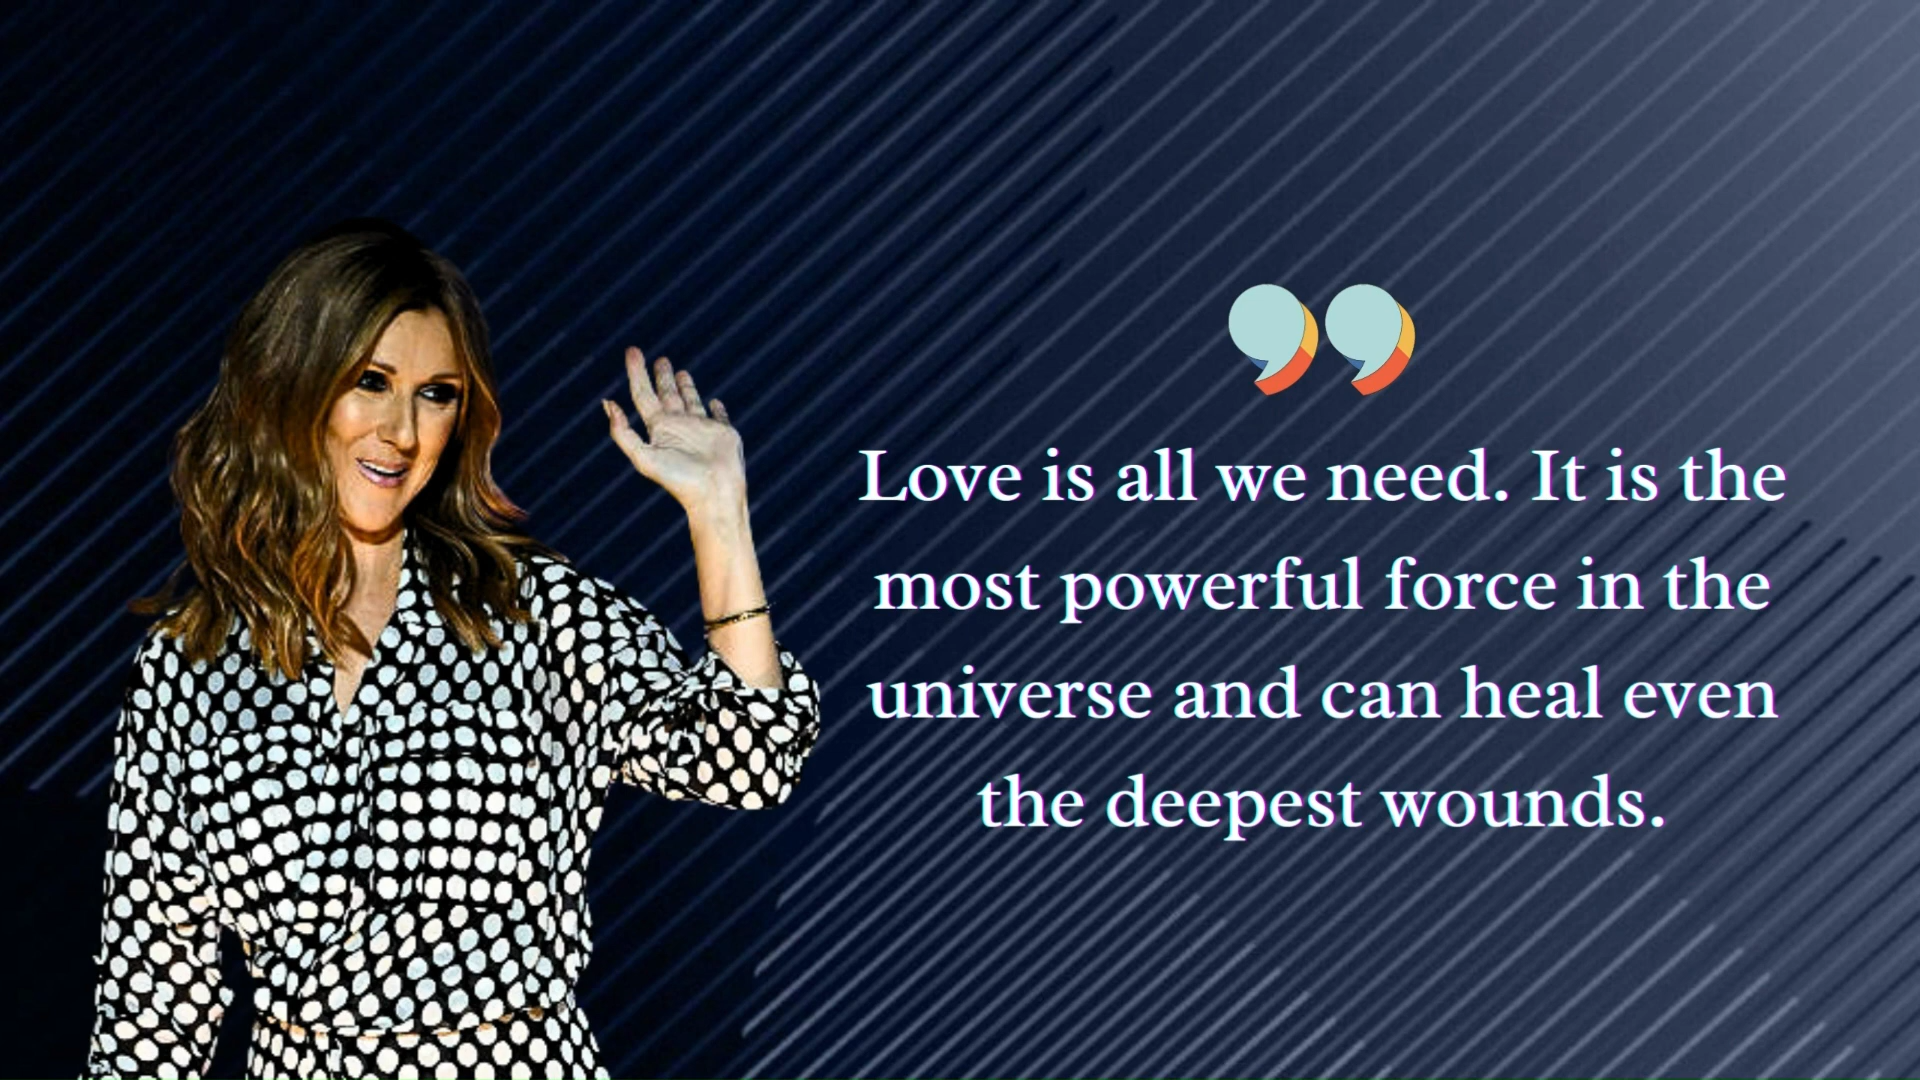 Love is all we need. It is the
most powerful force in the
universe and can heal even
the deepest wounds.